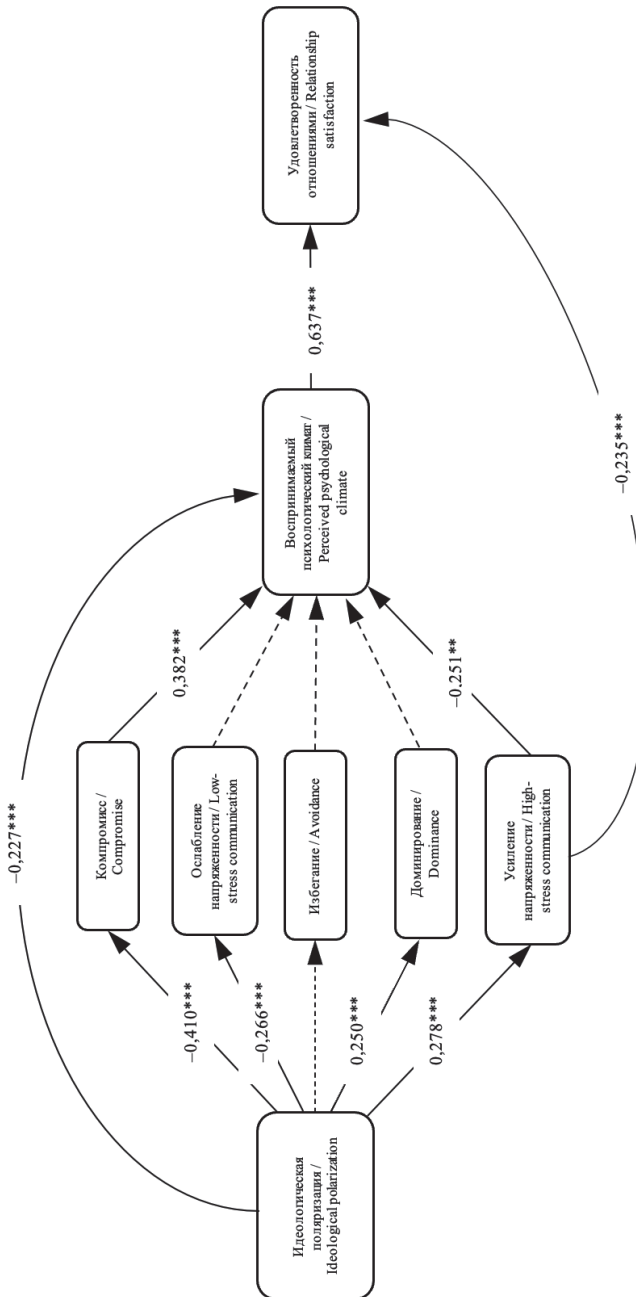 Идеологическая
поляризация /
Ideological polarization
–0,227***
–0,410***
–0,266***
0,250***
0,278***
Компромисс /
Compromise
Ослабление
напряженности / Low-
stress communication
Избегание / Avoidance
Доминирование /
Dominance
Усиление
напряженности / High-
stress communication
0,382***
–0.251**
Воспринимаемый
психологический климат /
Perceived psychological
climate
0,637***
–0,235***
Удовлетворенность
отношениями / Relationship
satisfaction